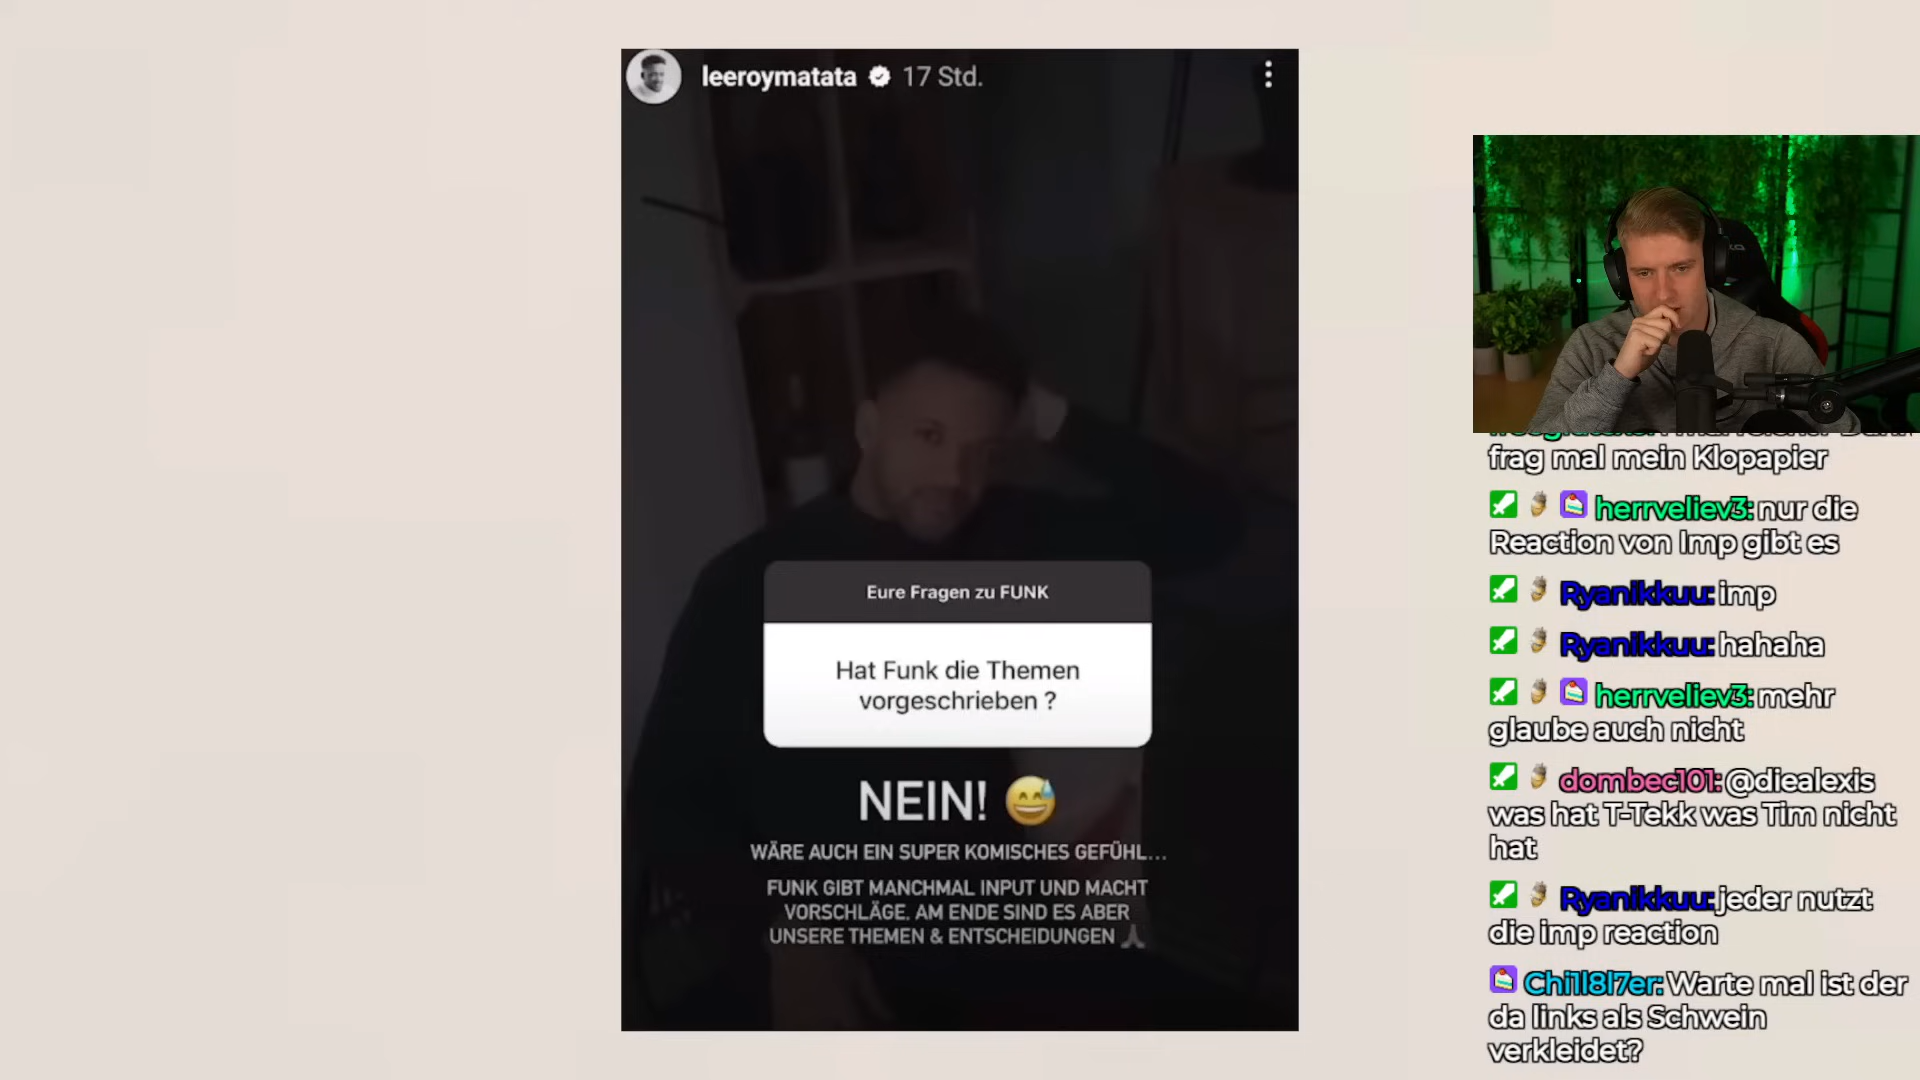 leeroymatata 17 Std.
Eure Fragen zu FUNK
Hat Funk die Themen
vorgeschrieben ?
NEIN! 😅
WÄRE AUCH EIN SUPER KOMISCHES GEFÜHL...
FUNK GIBT MANCHMAL INPUT UND MACHT
VORSCHLÄGE. AM ENDE SIND ES ABER
UNSERE THEMEN & ENTSCHEIDUNGEN 🙏
frag mal mein Klopapier
herrveliev3: nur die
Reaction von Imp gibt es
Ryanikkuu: imp
Ryanikkuu: hahaha
herrveliev3: mehr
glaube auch nicht
dombec101: @diealexis
was hat T-Tekk was Tim nicht
hat
Ryanikkuu: jeder nutzt
die imp reaction
Chi1l8l7er: Warte mal ist der
da links als Schwein
verkleidet?